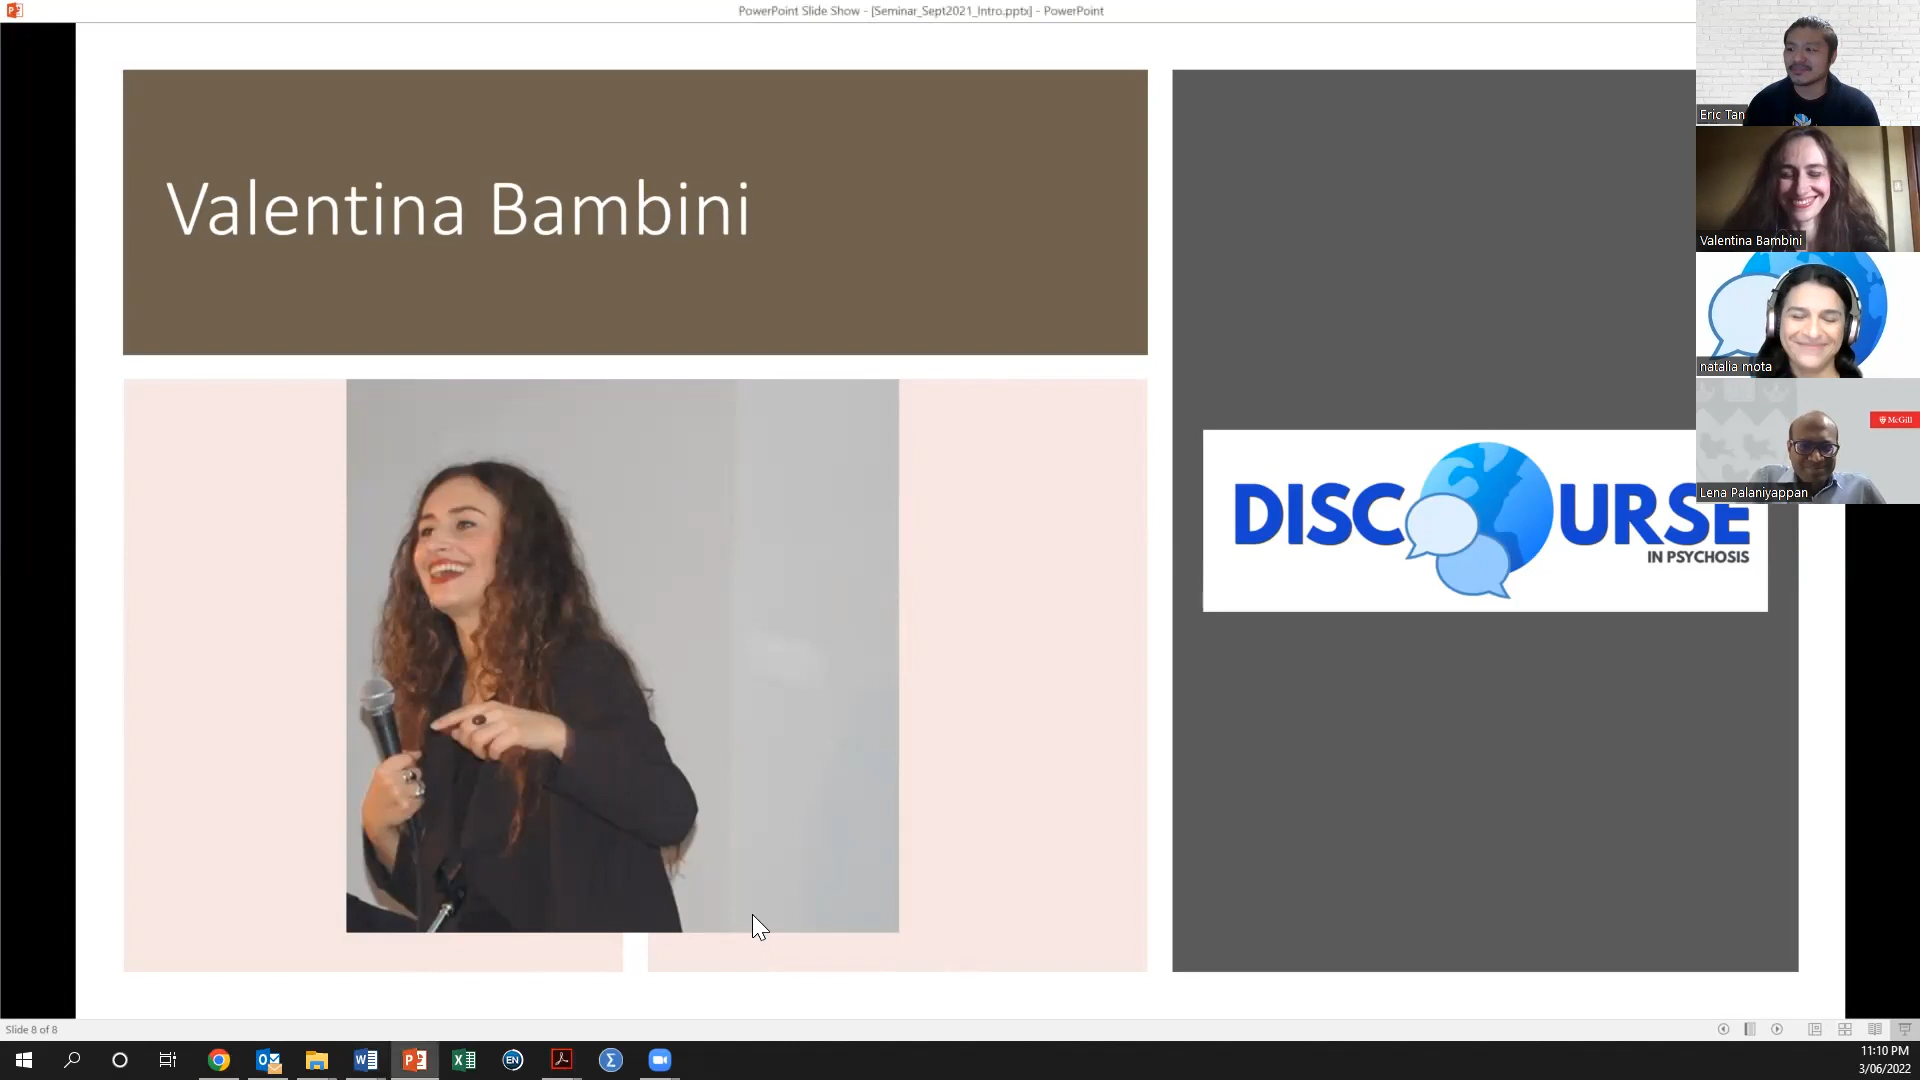 PowerPoint Slide Show - [Seminar_Sept2021_Intro.pptx] - PowerPoint
Valentina Bambini
DISC URSE
IN PSYCHOSIS
Eric Tan
Valentina Bambini
natalia mota
McGill
Lena Palaniyappan
Slide 8 of 8
EN
11:10 PM
3/06/2022